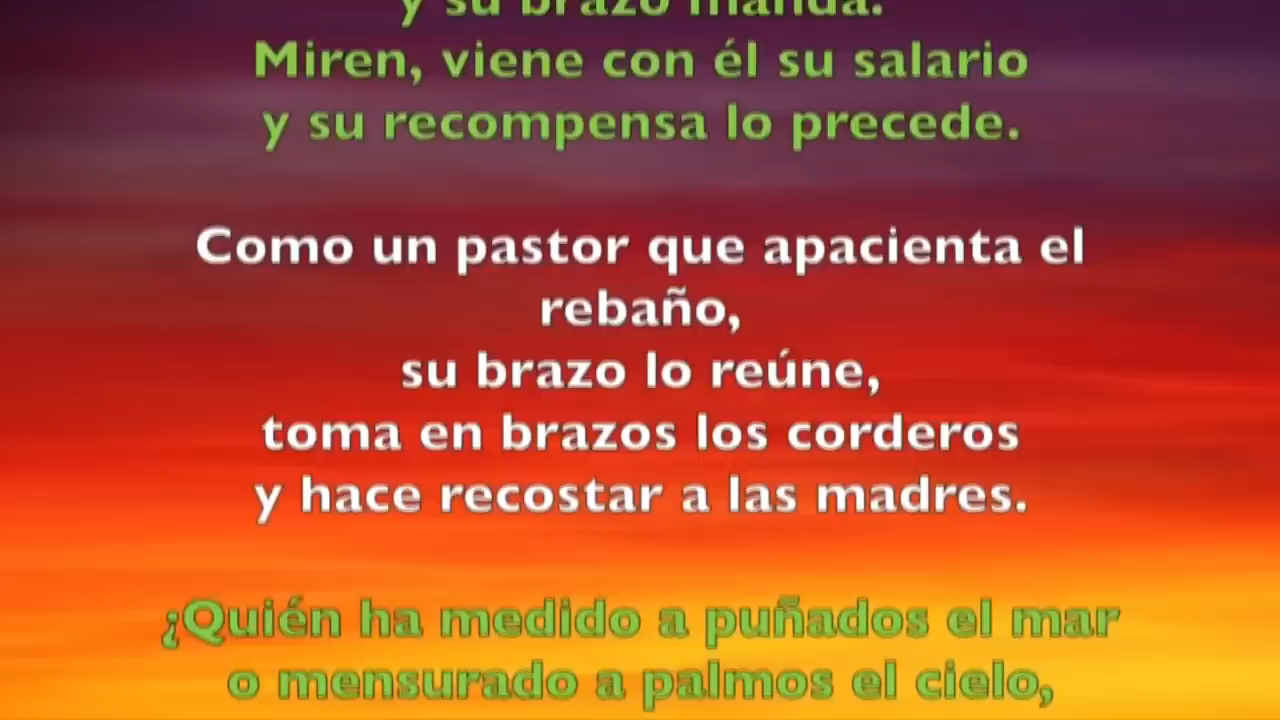 y su brazo manda.
Miren, viene con él su salario
y su recompensa lo precede.
Como un pastor que apacienta el
rebaño,
su brazo lo reúne,
toma en brazos los corderos
y hace recostar a las madres.
¿Quién ha medido a puñados el mar
o mensurado a palmos el cielo,